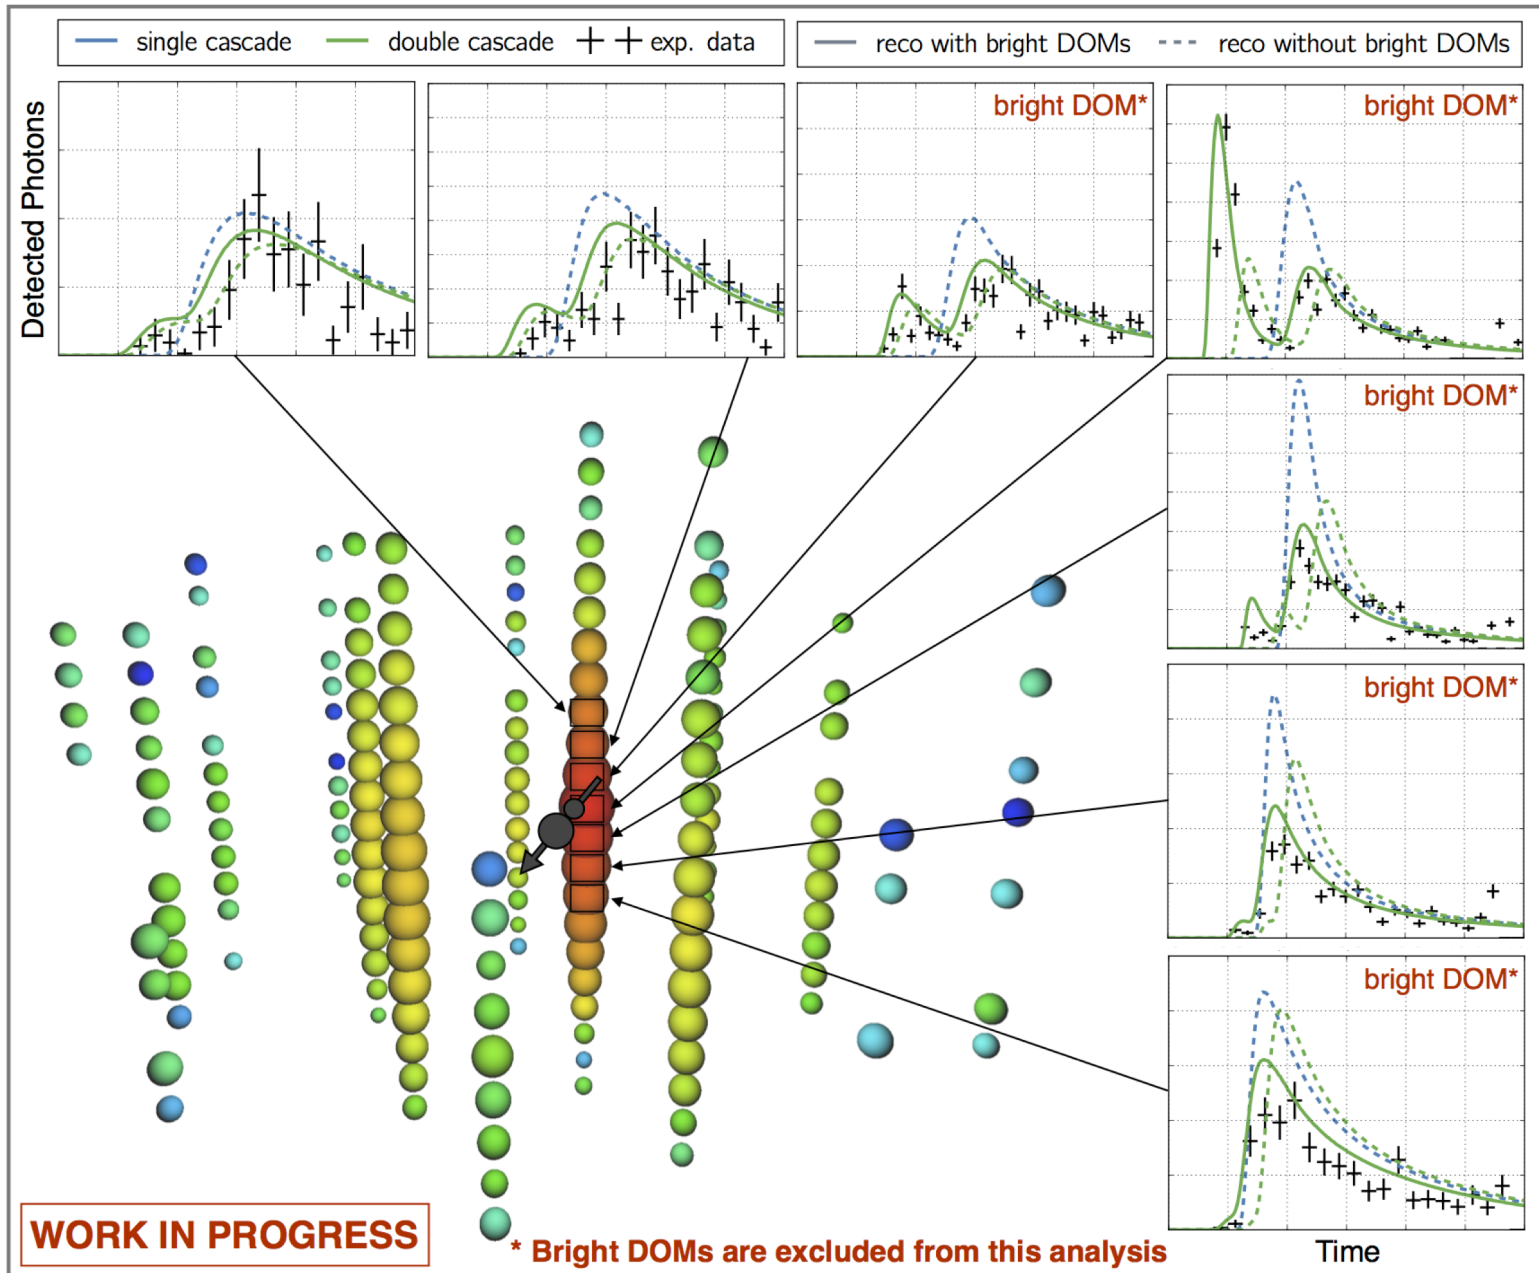 single cascade double cascade exp. data
reco with bright DOMs reco without bright DOMs
Detected Photons
bright DOM*
bright DOM*
bright DOM*
bright DOM*
bright DOM*
WORK IN PROGRESS
* Bright DOMs are excluded from this analysis
Time